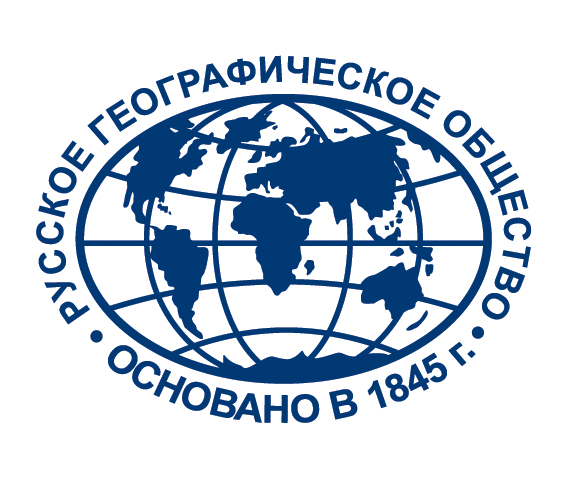 РУССКОЕ ГЕОГРАФИЧЕСКОЕ ОБЩЕСТВО
• ОСНОВАНО В 1845 г. •